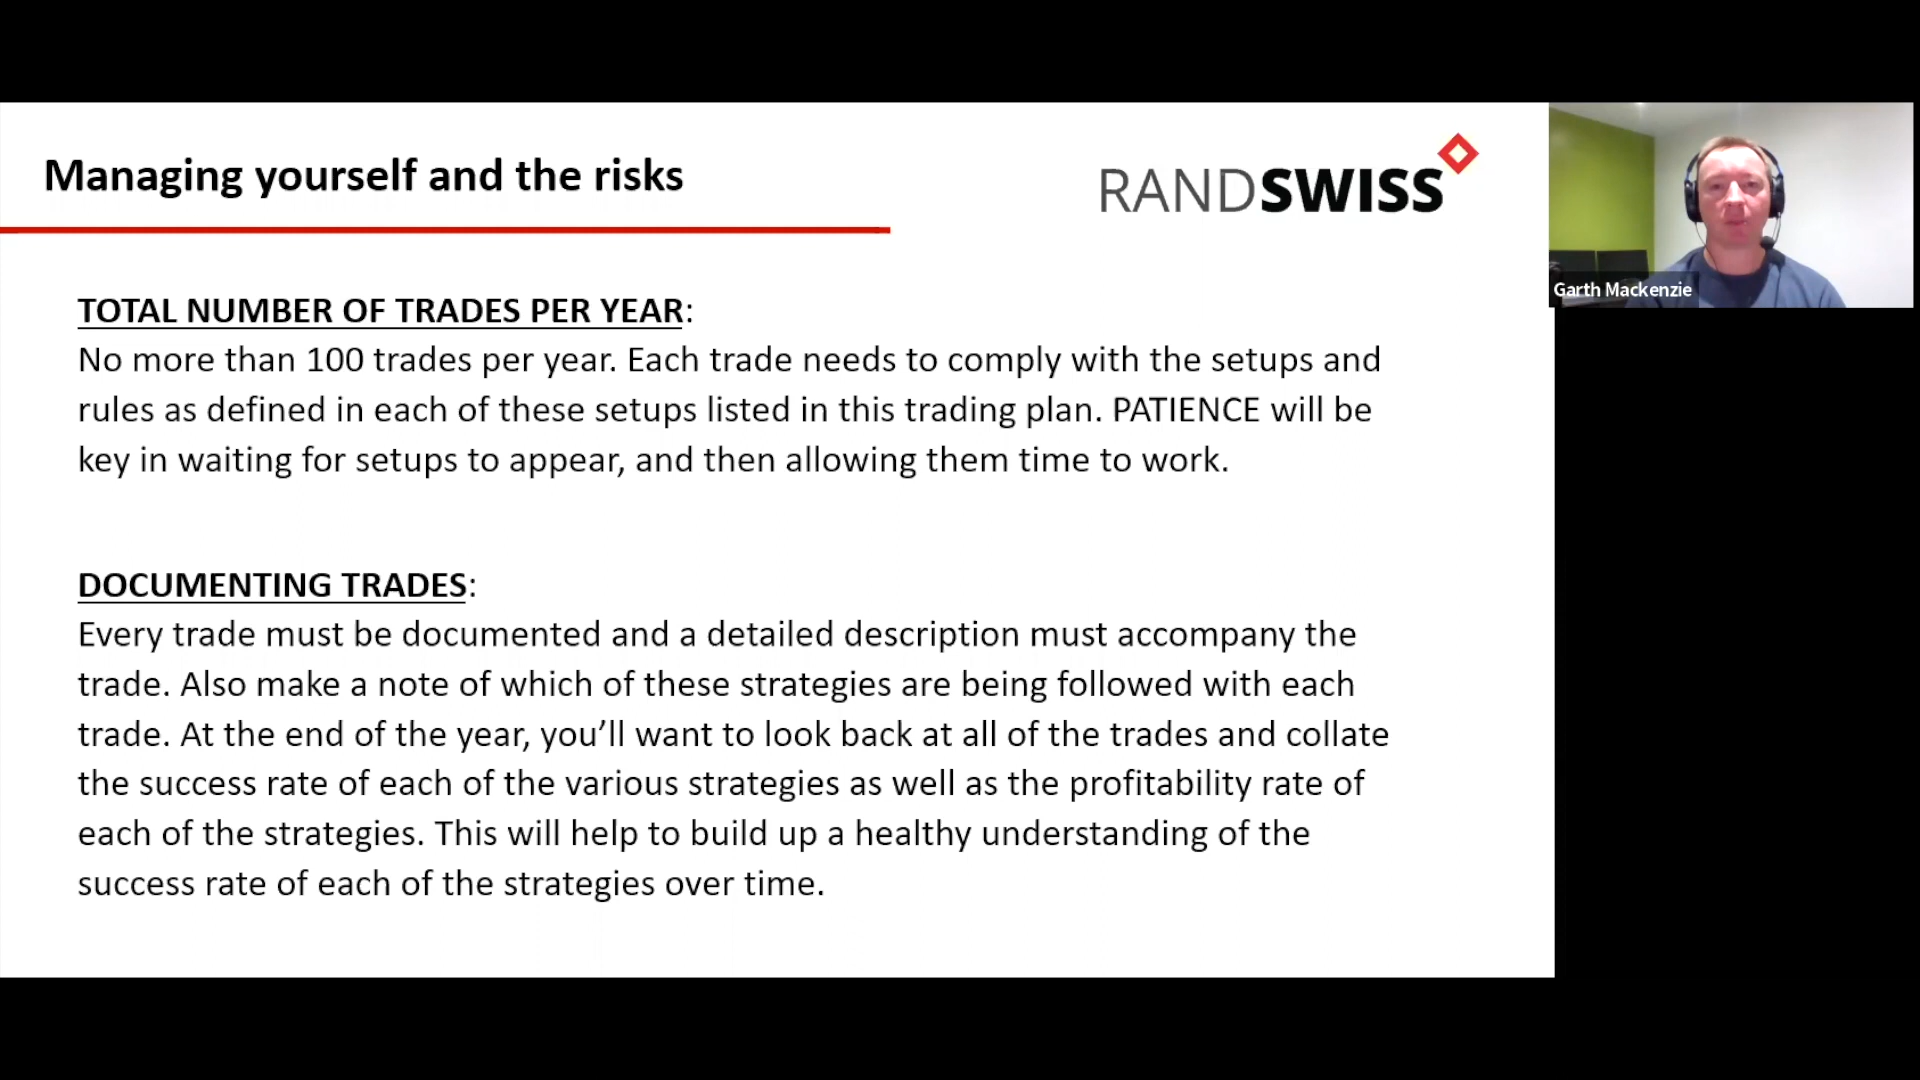 Managing yourself and the risks
RANDSWISS
Garth Mackenzie
TOTAL NUMBER OF TRADES PER YEAR:
No more than 100 trades per year. Each trade needs to comply with the setups and
rules as defined in each of these setups listed in this trading plan. PATIENCE will be
key in waiting for setups to appear, and then allowing them time to work.
DOCUMENTING TRADES:
Every trade must be documented and a detailed description must accompany the
trade. Also make a note of which of these strategies are being followed with each
trade. At the end of the year, you’ll want to look back at all of the trades and collate
the success rate of each of the various strategies as well as the profitability rate of
each of the strategies. This will help to build up a healthy understanding of the
success rate of each of the strategies over time.